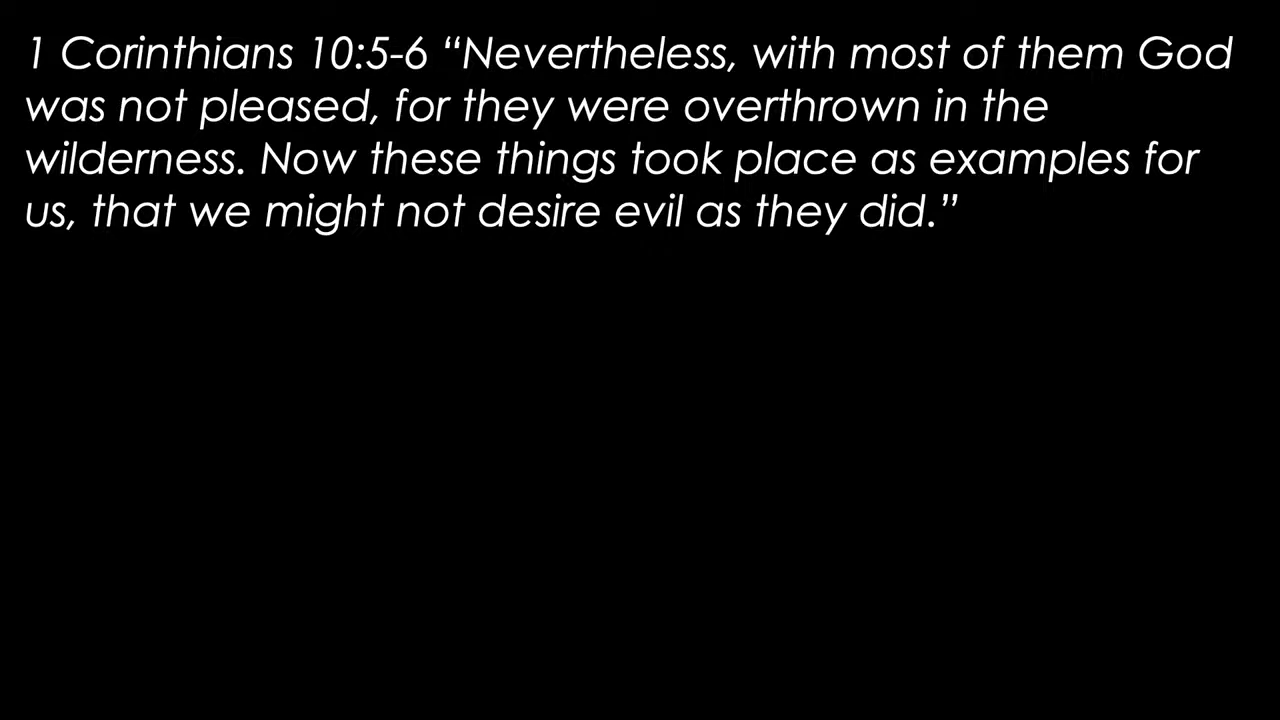 1 Corinthians 10:5-6 “Nevertheless, with most of them God
was not pleased, for they were overthrown in the
wilderness. Now these things took place as examples for
us, that we might not desire evil as they did.”